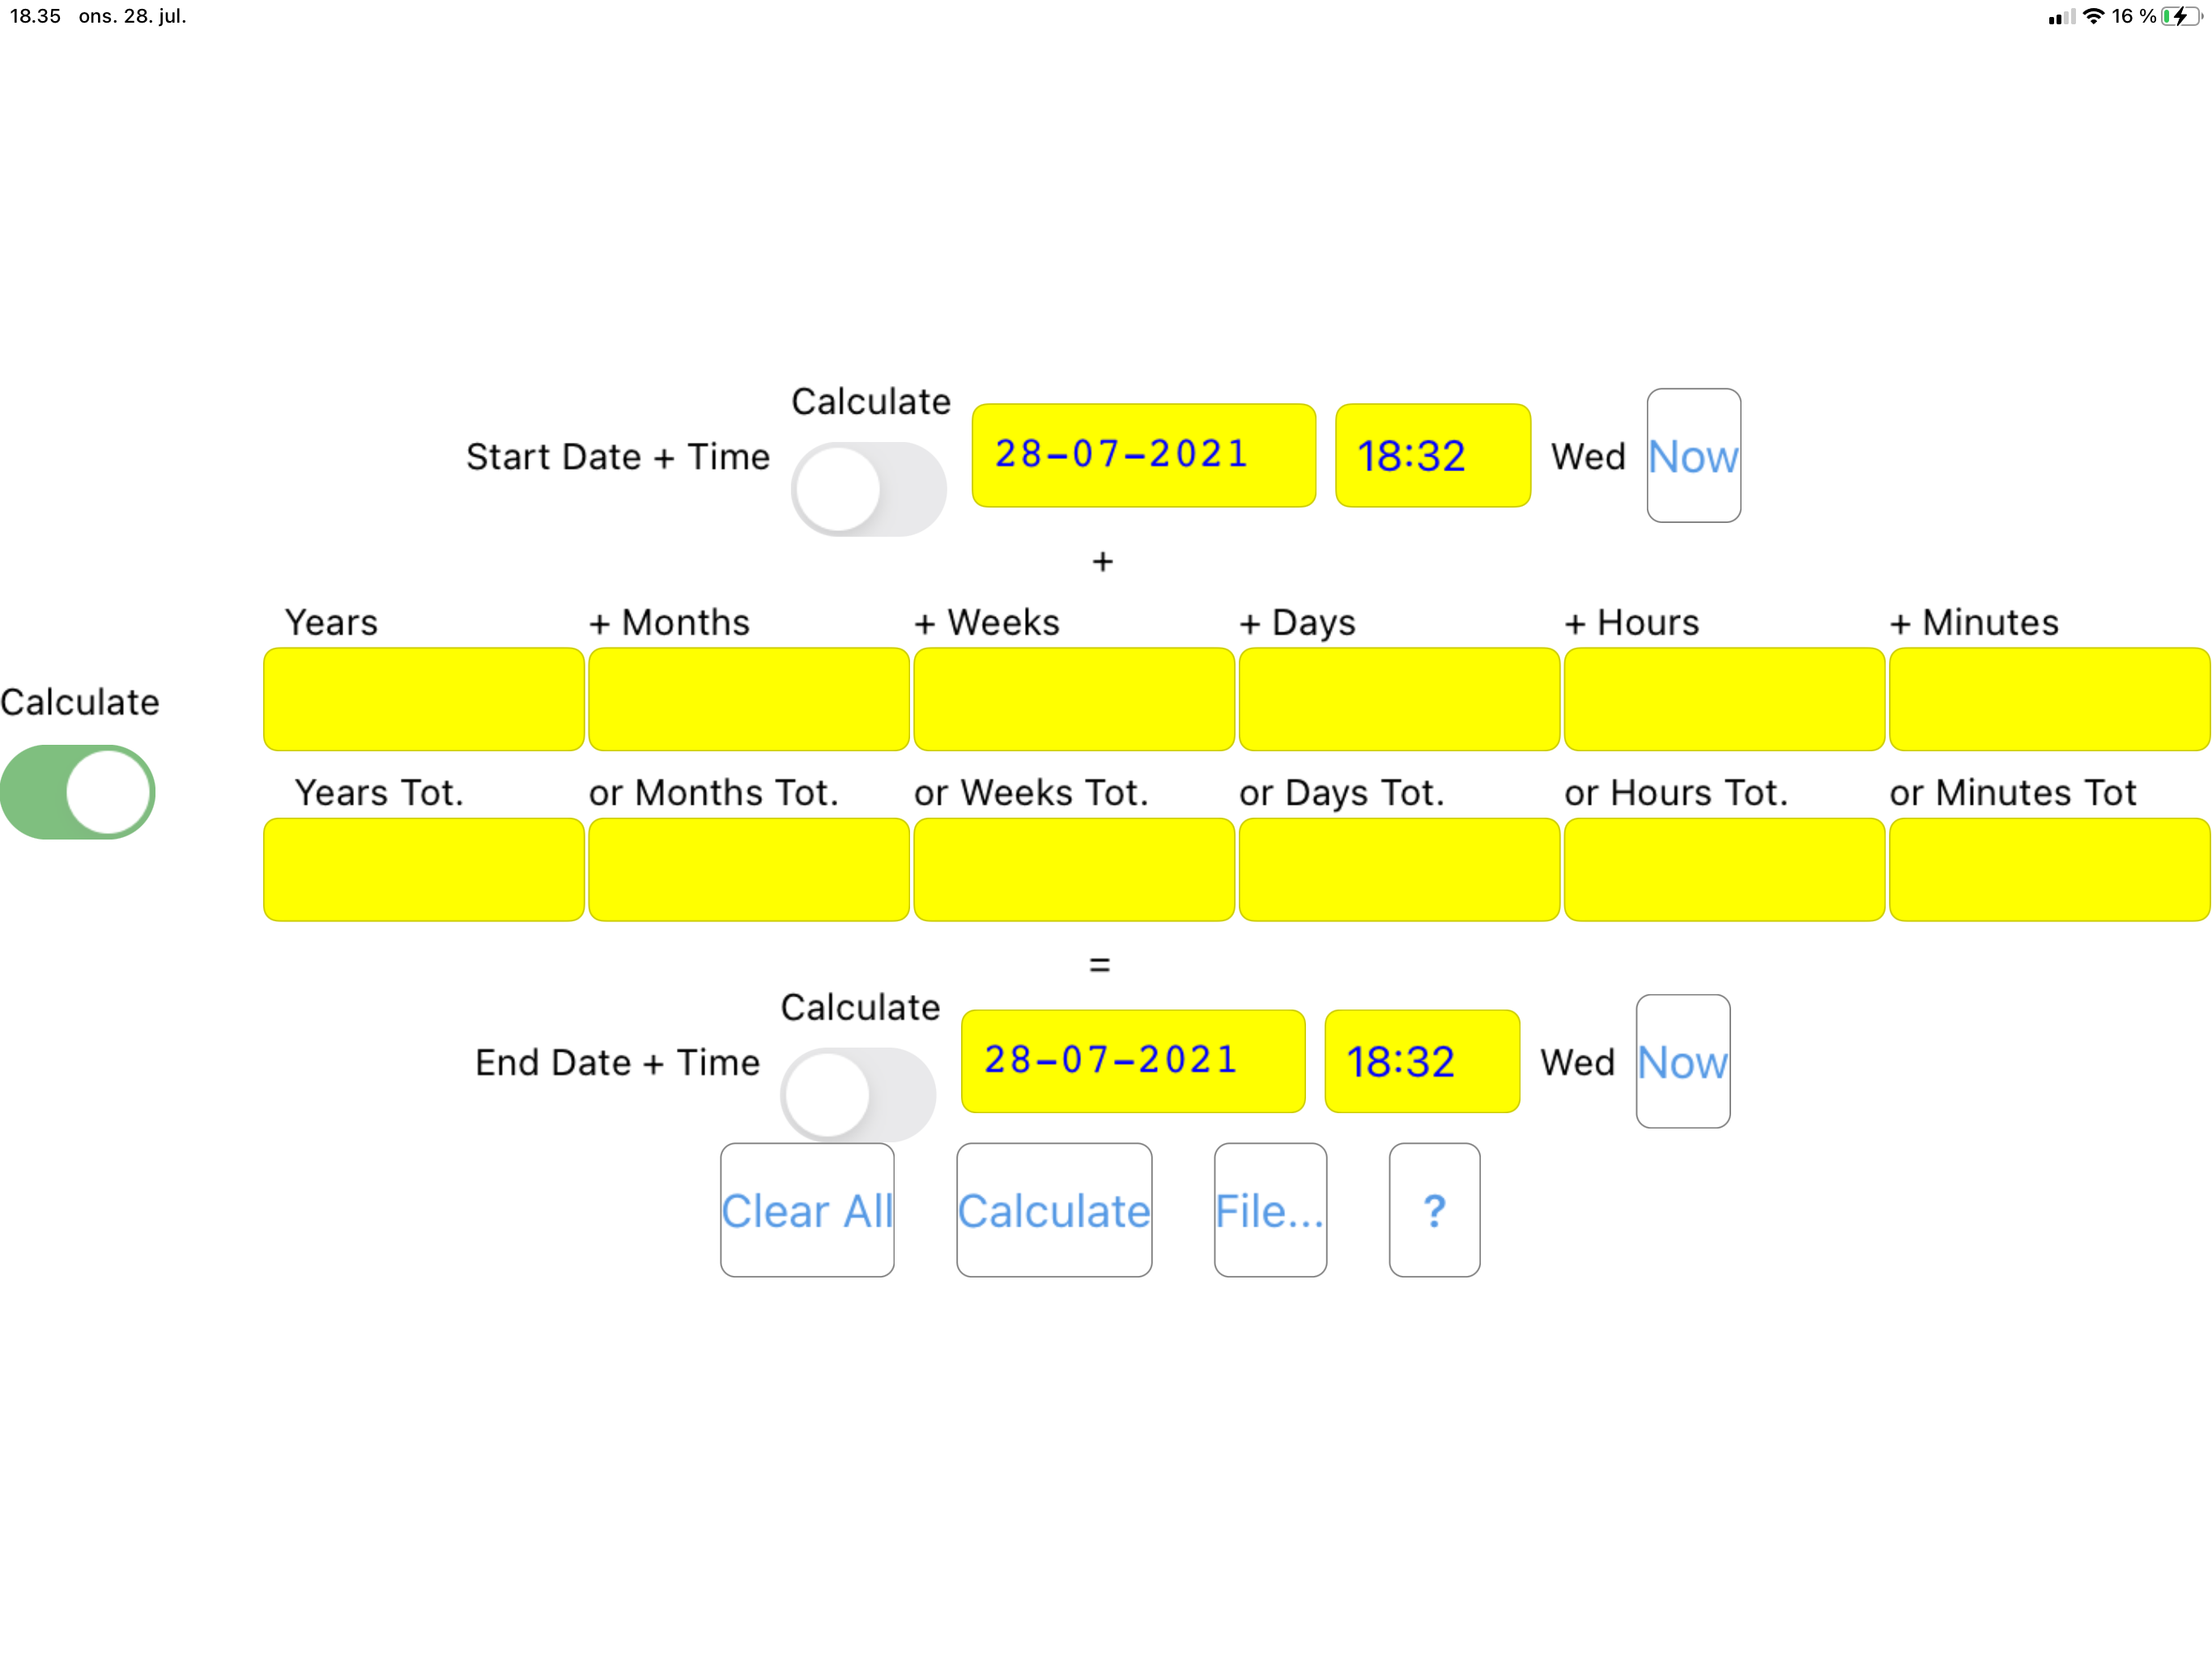 18.35 ons. 28. jul. 16 %
Calculate
Start Date + Time 28-07-2021 18:32 Wed Now
+
Years + Months + Weeks + Days + Hours + Minutes
Calculate
Years Tot. or Months Tot. or Weeks Tot. or Days Tot. or Hours Tot. or Minutes Tot
=
Calculate
End Date + Time 28-07-2021 18:32 Wed Now
Clear All Calculate File... ?